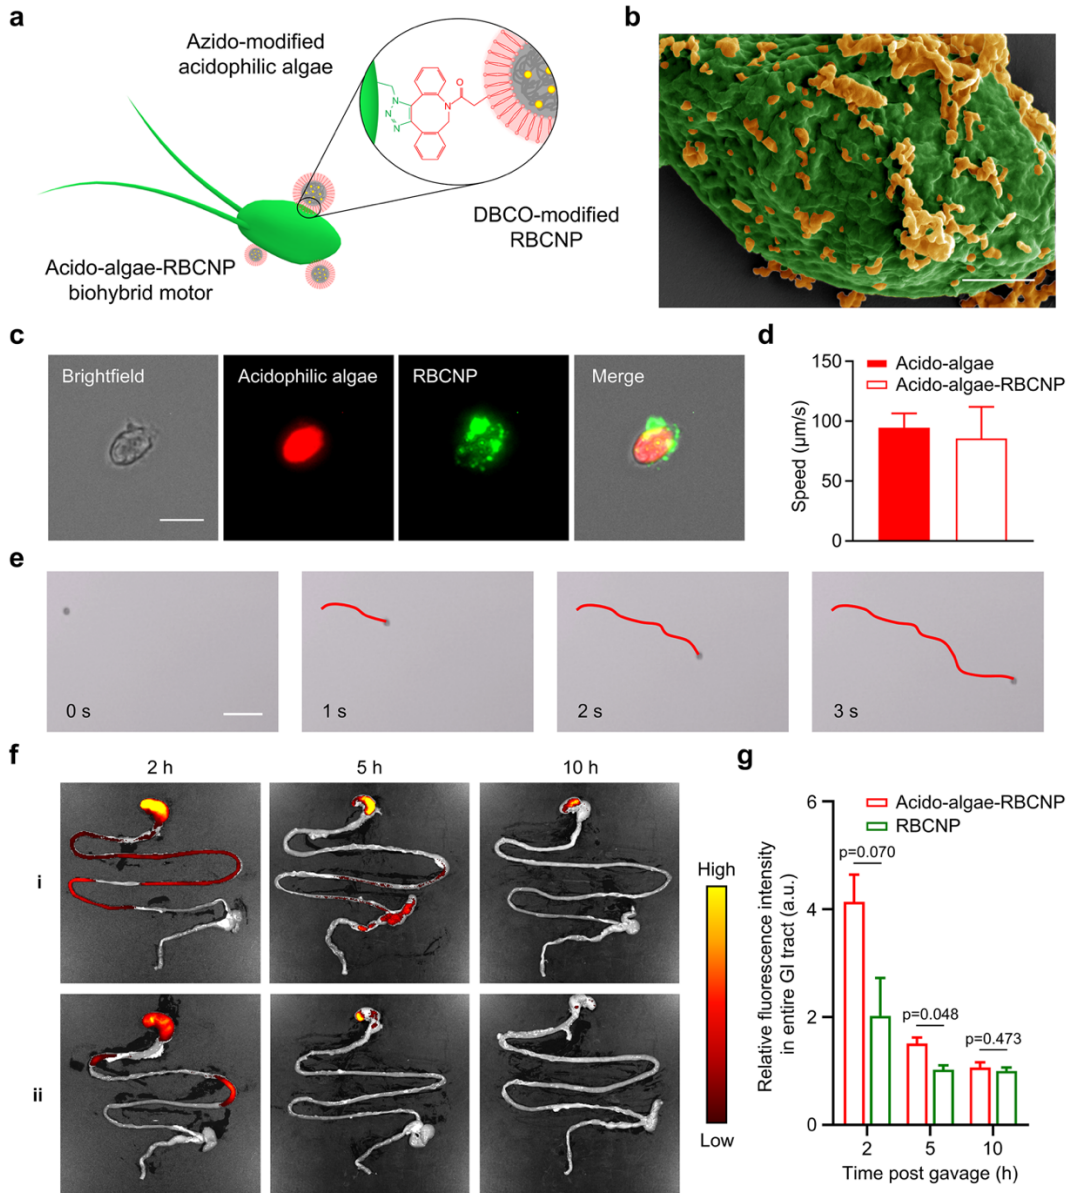 a
Azido-modified
acidophilic algae
N
N
N
N
O
DBCO-modified
RBCNP
Acido-algae-RBCNP
biohybrid motor
b
c
Brightfield
Acidophilic algae
RBCNP
Merge
d
150
100
50
0
Speed (μm/s)
Acido-algae
Acido-algae-RBCNP
e
0 s
1 s
2 s
3 s
f
2 h
5 h
10 h
i
ii
High
Low
g
Relative fluorescence intensity
in entire GI tract (a.u.)
6
4
2
0
Acido-algae-RBCNP
RBCNP
p=0.070
p=0.048
p=0.473
2
5
10
Time post gavage (h)